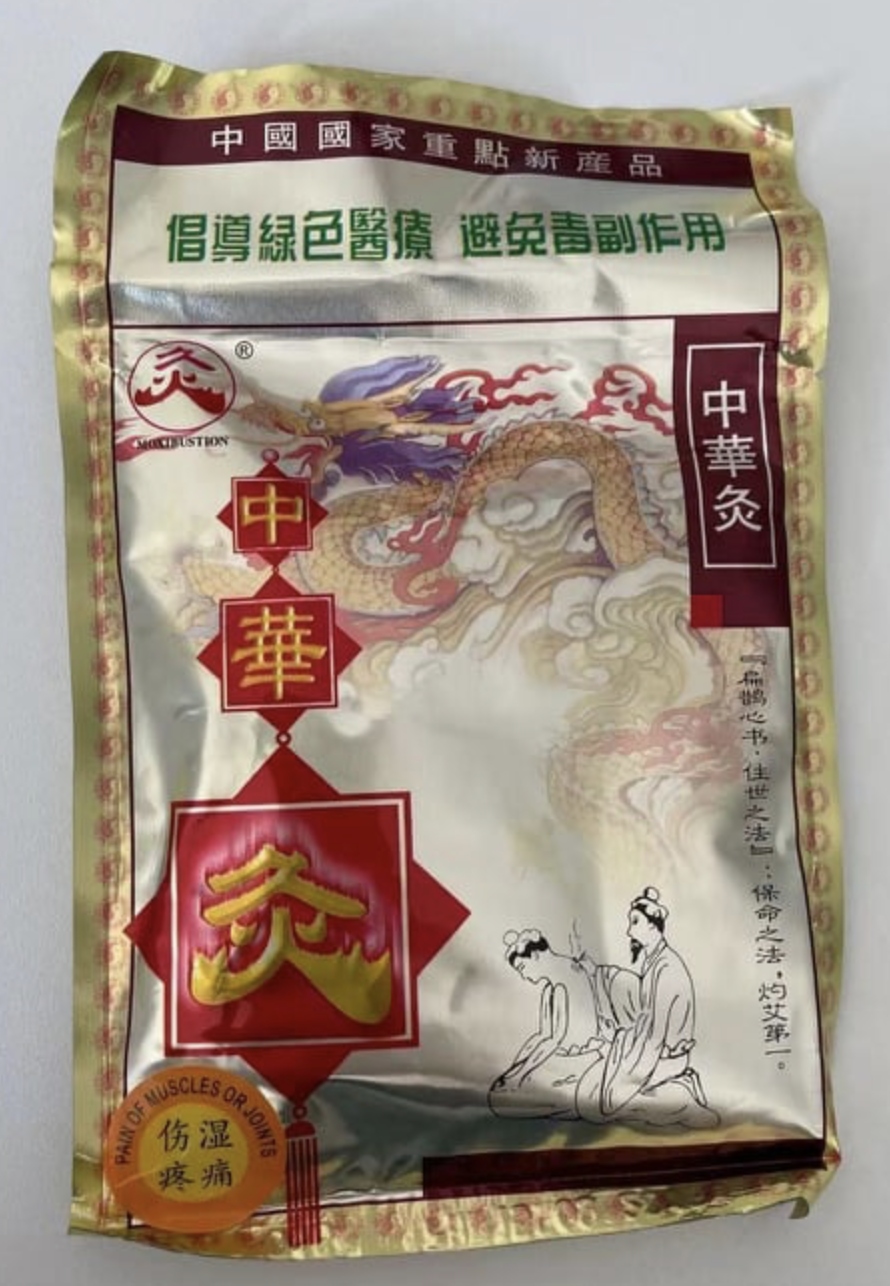 中國國家重點新産品
倡導緑色醫療 避免毒副作用
灸®
MOXIBUSTION
中華灸
中
華
灸
『扁鹊心书·住世之法』：保命之法，灼艾第一。
PAIN OF MUSCLES OR JOINTS
伤湿
疼痛